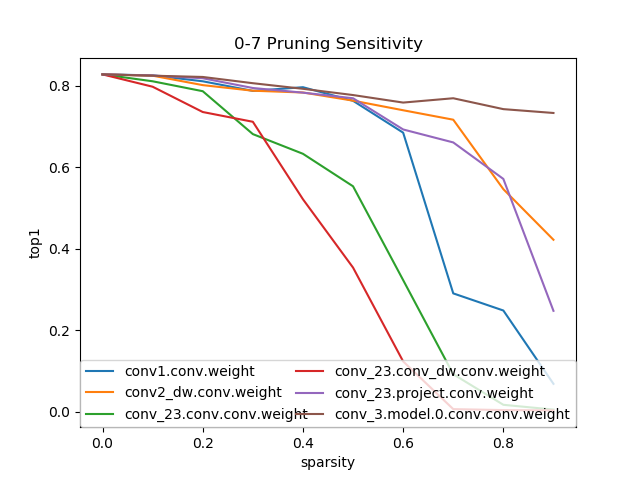 0-7 Pruning Sensitivity
top1
0.8
0.6
0.4
0.2
0.0
conv1.conv.weight
conv2_dw.conv.weight
conv_23.conv.conv.weight
conv_23.conv_dw.conv.weight
conv_23.project.conv.weight
conv_3.model.0.conv.conv.weight
0.0 0.2 0.4 0.6 0.8
sparsity